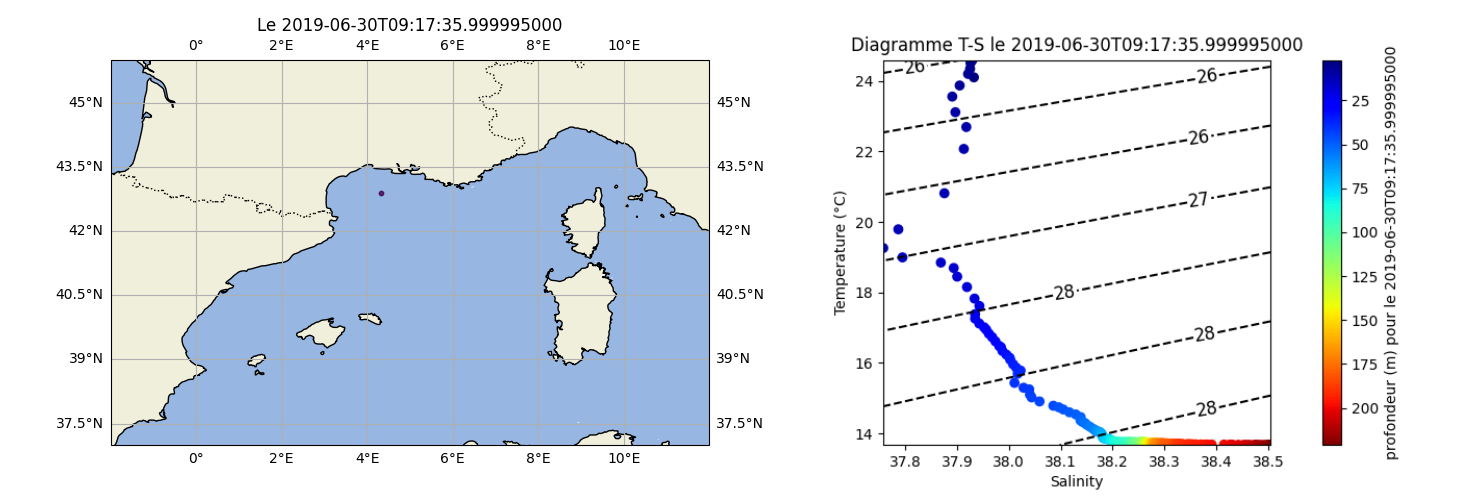 Le 2019-06-30T09:17:35.999995000
0° 2°E 4°E 6°E 8°E 10°E
45°N 45°N
43.5°N 43.5°N
42°N 42°N
40.5°N 40.5°N
39°N 39°N
37.5°N 37.5°N
0° 2°E 4°E 6°E 8°E 10°E
Diagramme T-S le 2019-06-30T09:17:35.999995000
24
22
20
18
16
14
Temperature (°C)
26
26
26
27
28
28
28
37.8 37.9 38.0 38.1 38.2 38.3 38.4 38.5
Salinity
25
50
75
100
125
150
175
200
profondeur (m) pour le 2019-06-30T09:17:35.999995000